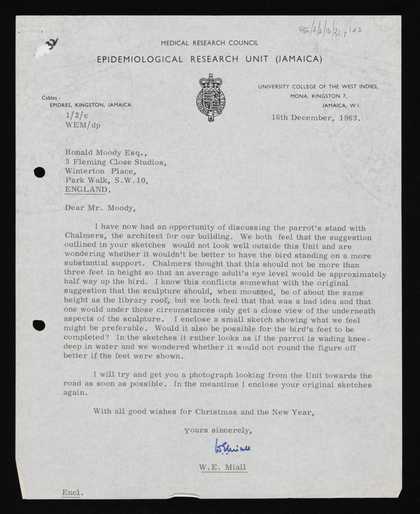 MEDICAL RESEARCH COUNCIL
EPIDEMIOLOGICAL RESEARCH UNIT (JAMAICA)
UNIVERSITY COLLEGE OF THE WEST INDIES,
MONA, KINGSTON 7,
JAMAICA, W.I.
Cables -
EPIDRES, KINGSTON, JAMAICA
1/2/c
WEM/dp
16th December, 1963.
Ronald Moody Esq.,
3 Fleming Close Studios,
Winterton Place,
Park Walk, S.W.10,
ENGLAND.
Dear Mr. Moody,
I have now had an opportunity of discussing the parrot's stand with
Chalmers, the architect for our building. We both feel that the suggestion
outlined in your sketches would not look well outside this Unit and are
wondering whether it wouldn't be better to have the bird standing on a more
substantial support. Chalmers thought that this should not be more than
three feet in height so that an average adult's eye level would be approximately
half way up the bird. I know this conflicts somewhat with the original
suggestion that the sculpture should, when mounted, be of about the same
height as the library roof, but we both feel that that was a bad idea and that
one would under those circumstances only get a close view of the underneath
aspects of the sculpture. I enclose a small sketch showing what we feel
might be preferable. Would it also be possible for the bird's feet to be
completed? In the sketches it rather looks as if the parrot is wading knee-
deep in water and we wondered whether it would not round the figure off
better if the feet were shown.
I will try and get you a photograph looking from the Unit towards the
road as soon as possible. In the meantime I enclose your original sketches
again.
With all good wishes for Christmas and the New Year,
Yours sincerely,
W.E. Miall
Encl.